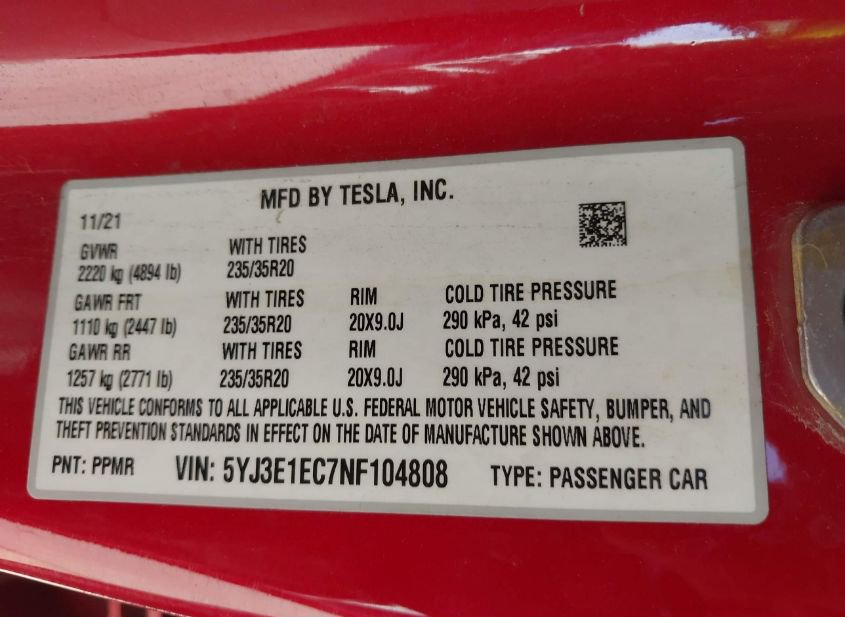 MFD BY TESLA, INC.
11/21
GVWR WITH TIRES
2220 kg (4894 lb) 235/35R20
GAWR FRT WITH TIRES RIM COLD TIRE PRESSURE
1110 kg (2447 lb) 235/35R20 20X9.0J 290 kPa, 42 psi
GAWR RR WITH TIRES RIM COLD TIRE PRESSURE
1257 kg (2771 lb) 235/35R20 20X9.0J 290 kPa, 42 psi
THIS VEHICLE CONFORMS TO ALL APPLICABLE U.S. FEDERAL MOTOR VEHICLE SAFETY, BUMPER, AND
THEFT PREVENTION STANDARDS IN EFFECT ON THE DATE OF MANUFACTURE SHOWN ABOVE.
PNT: PPMR VIN: 5YJ3E1EC7NF104808 TYPE: PASSENGER CAR